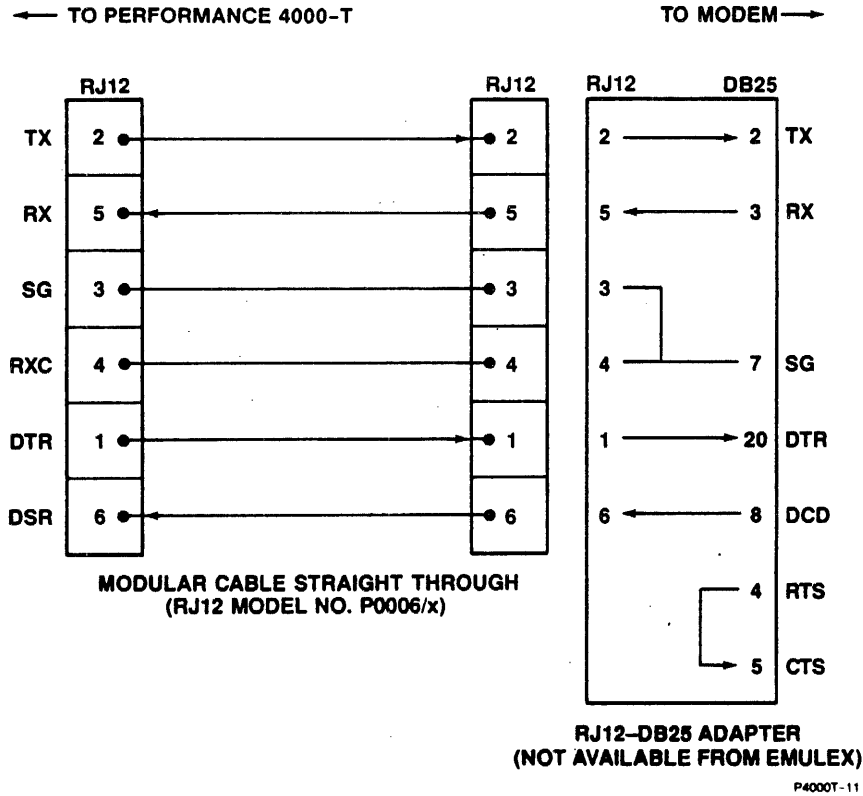 TO PERFORMANCE 4000-T TO MODEM
RJ12 RJ12 RJ12 DB25
TX 2 2 2 2 TX
RX 5 5 5 3 RX
SG 3 3 3
RXC 4 4 4 7 SG
DTR 1 1 1 20 DTR
DSR 6 6 6 8 DCD
4 RTS
5 CTS
MODULAR CABLE STRAIGHT THROUGH
(RJ12 MODEL NO. P0006/x)
RJ12-DB25 ADAPTER
(NOT AVAILABLE FROM EMULEX)
P4000T-11